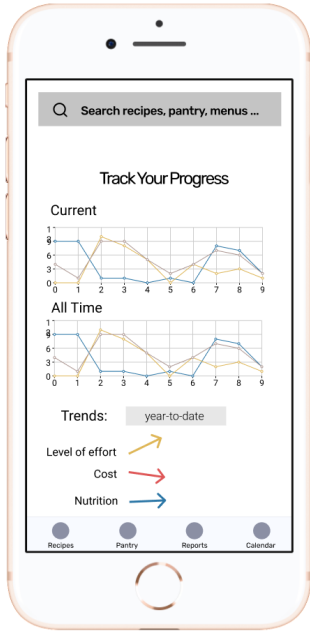 Search recipes, pantry, menus ...
Track Your Progress
Current
9
6
3
0
0 1 2 3 4 5 6 7 8 9
All Time
9
6
3
0
0 1 2 3 4 5 6 7 8 9
Trends: year-to-date
Level of effort
Cost
Nutrition
Recipes Pantry Reports Calendar